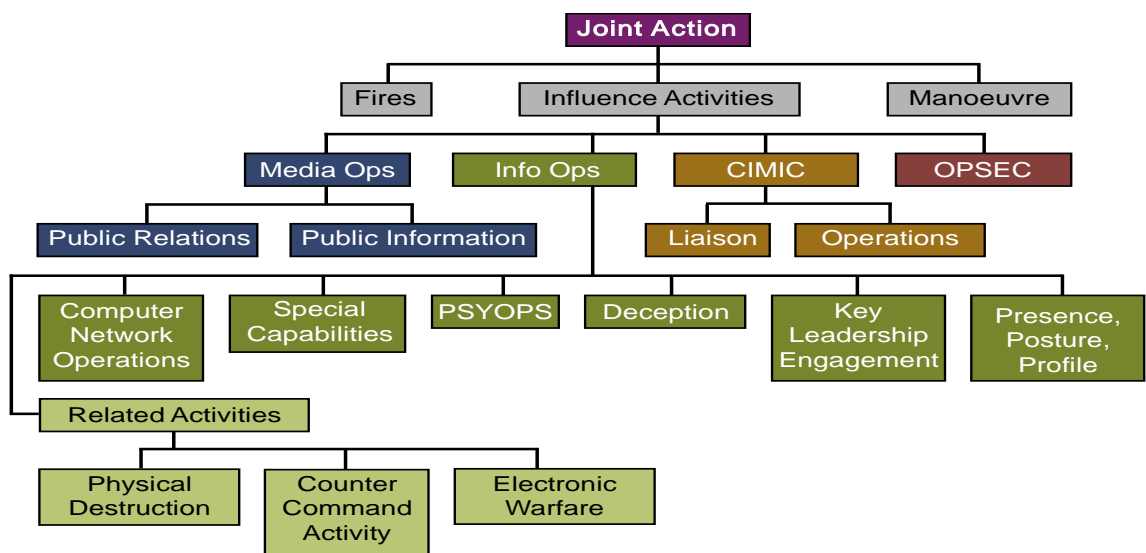 Joint Action
Fires
Influence Activities
Manoeuvre
Media Ops
Info Ops
CIMIC
OPSEC
Public Relations
Public Information
Liaison
Operations
Computer
Network
Operations
Special
Capabilities
PSYOPS
Deception
Key
Leadership
Engagement
Presence,
Posture,
Profile
Related Activities
Physical
Destruction
Counter
Command
Activity
Electronic
Warfare